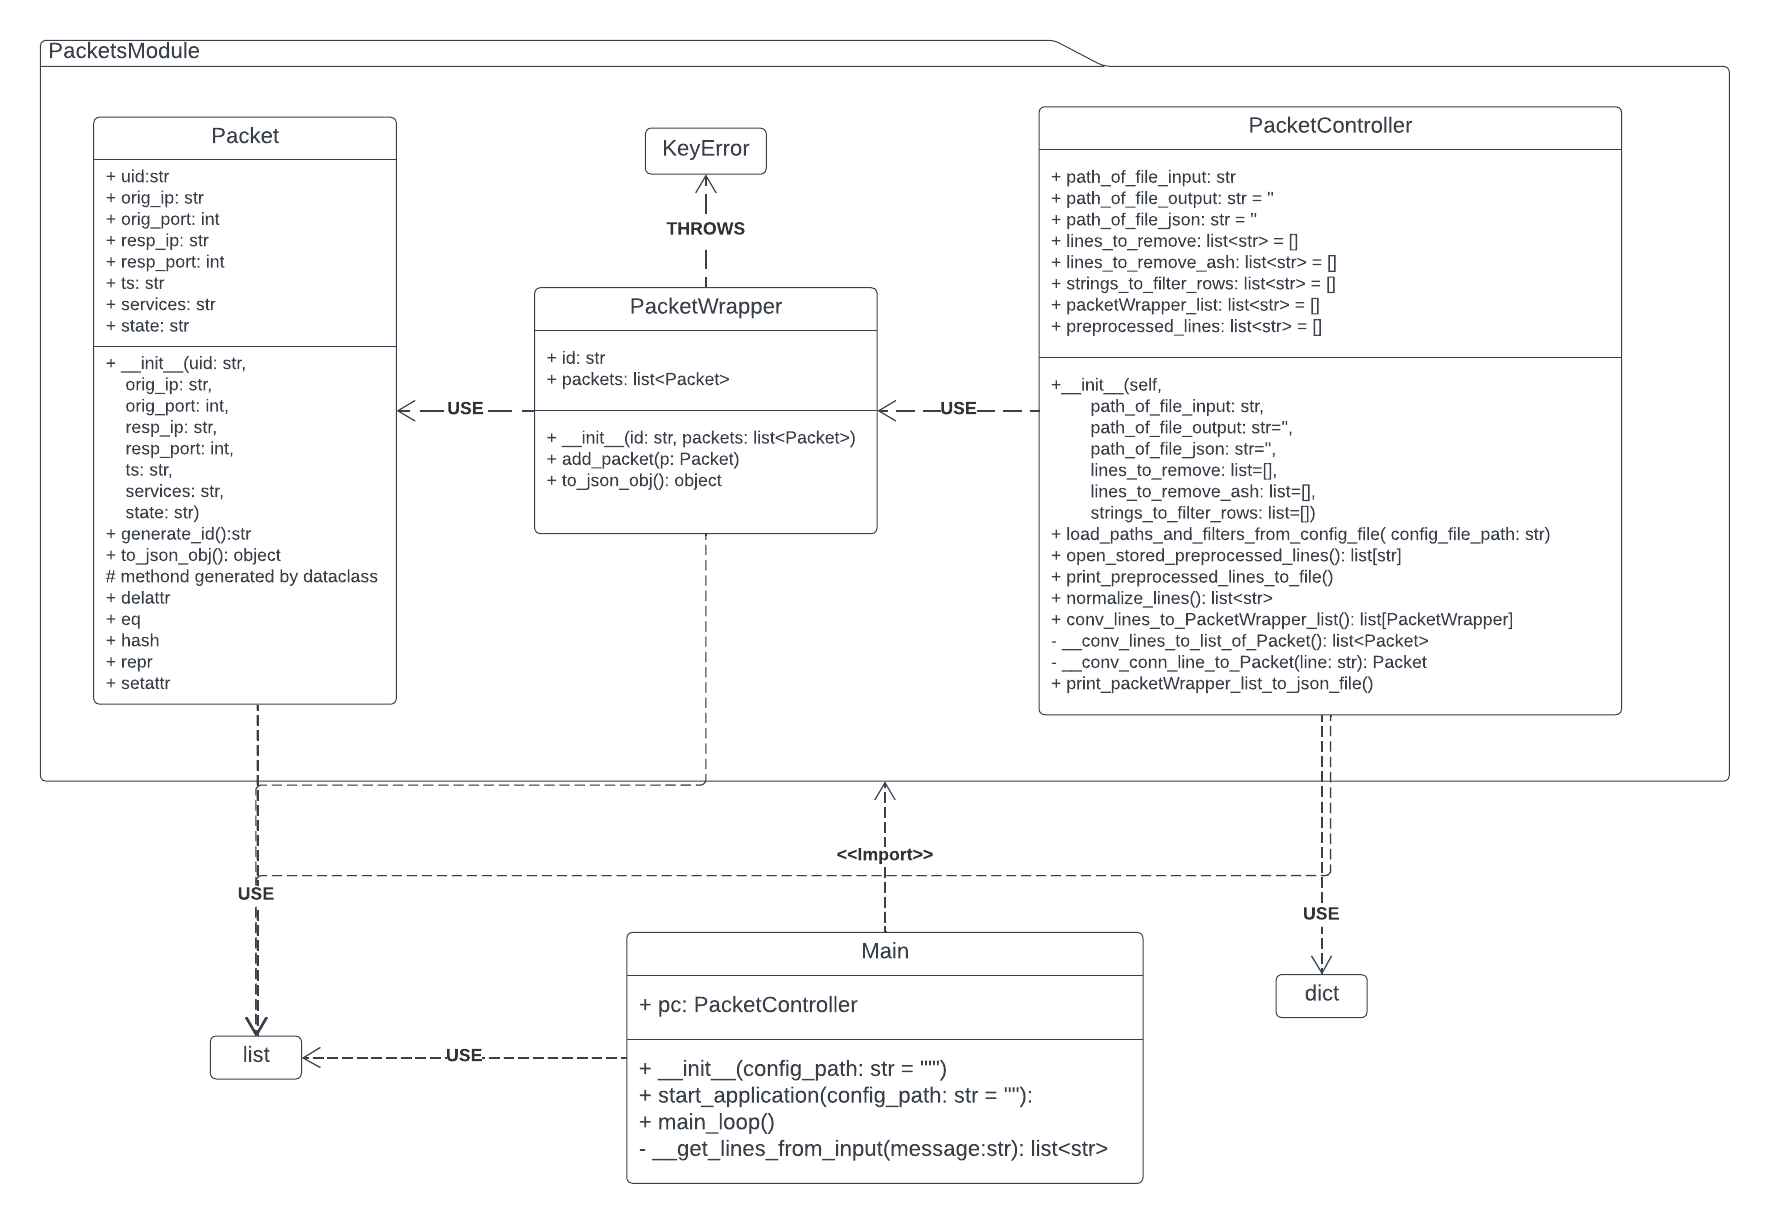 PacketsModule
Packet
+ uid:str
+ orig_ip: str
+ orig_port: int
+ resp_ip: str
+ resp_port: int
+ ts: str
+ services: str
+ state: str
+ __init__(uid: str,
orig_ip: str,
orig_port: int,
resp_ip: str,
resp_port: int,
ts: str,
services: str,
state: str)
+ generate_id():str
+ to_json_obj(): object
# methond generated by dataclass
+ delattr
+ eq
+ hash
+ repr
+ setattr
KeyError
THROWS
PacketWrapper
+ id: str
+ packets: list<Packet>
+ __init__(id: str, packets: list<Packet>)
+ add_packet(p: Packet)
+ to_json_obj(): object
USE
USE
PacketController
+ path_of_file_input: str
+ path_of_file_output: str = ''
+ path_of_file_json: str = ''
+ lines_to_remove: list<str> = []
+ lines_to_remove_ash: list<str> = []
+ strings_to_filter_rows: list<str> = []
+ packetWrapper_list: list<str> = []
+ preprocessed_lines: list<str> = []
+__init__(self,
path_of_file_input: str,
path_of_file_output: str='',
path_of_file_json: str='',
lines_to_remove: list=[],
lines_to_remove_ash: list=[],
strings_to_filter_rows: list=[])
+ load_paths_and_filters_from_config_file( config_file_path: str)
+ open_stored_preprocessed_lines(): list[str]
+ print_preprocessed_lines_to_file()
+ normalize_lines(): list<str>
+ conv_lines_to_PacketWrapper_list(): list[PacketWrapper]
- __conv_lines_to_list_of_Packet(): list<Packet>
- __conv_conn_line_to_Packet(line: str): Packet
+ print_packetWrapper_list_to_json_file()
<<Import>>
USE
USE
Main
+ pc: PacketController
+ __init__(config_path: str = """)
+ start_application(config_path: str = ""):
+ main_loop()
- __get_lines_from_input(message:str): list<str>
dict
list
USE